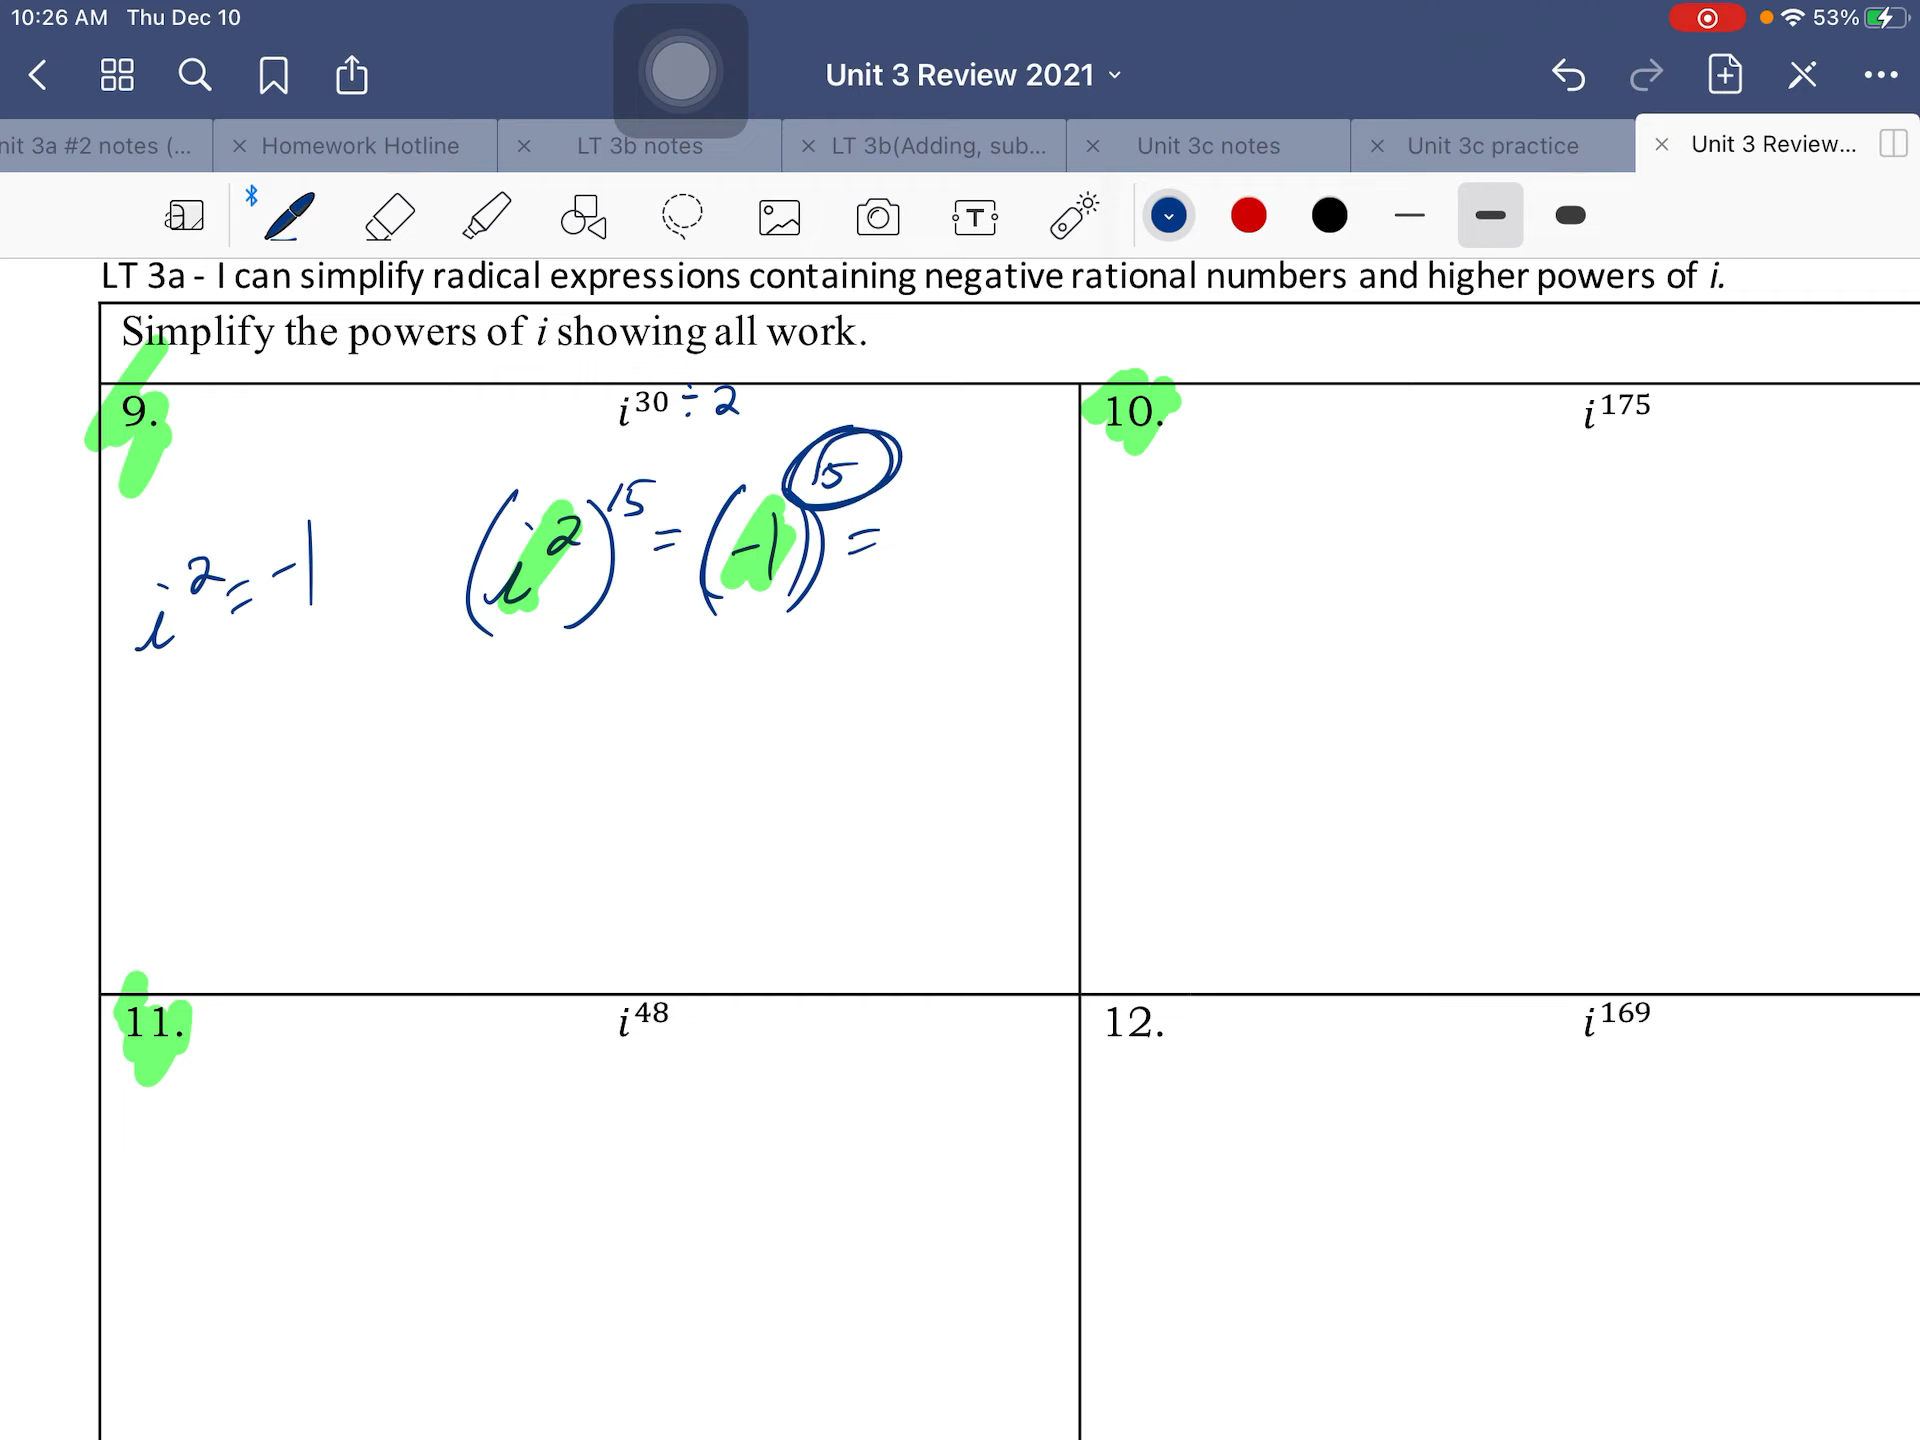 10:26 AM Thu Dec 10
53%
Unit 3 Review 2021
nit 3a #2 notes (...
Homework Hotline
LT 3b notes
LT 3b(Adding, sub...
Unit 3c notes
Unit 3c practice
Unit 3 Review...
LT 3a - I can simplify radical expressions containing negative rational numbers and higher powers of i.
Simplify the powers of i showing all work.
9. i³⁰ ÷ 2
i² = -1
(i²)¹⁵ = (-1)¹⁵ =
10. i¹⁷⁵
11. i⁴⁸
12. i¹⁶⁹